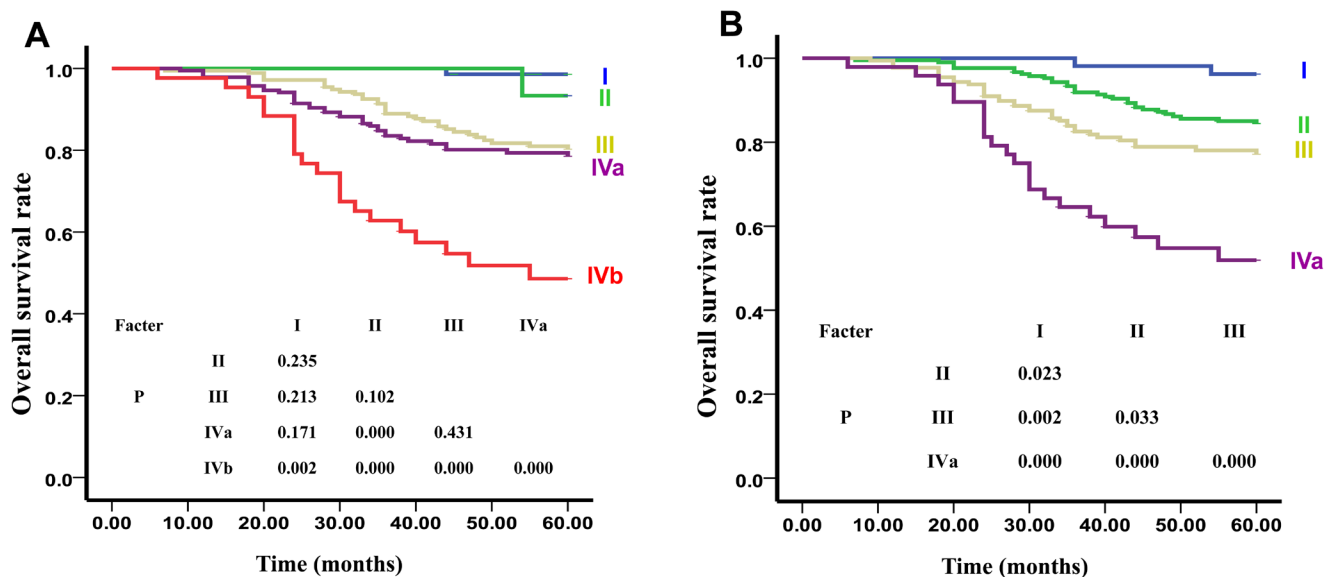 A
Overall survival rate
1.0
0.8
0.6
0.4
0.2
0.0
I
II
III
IVa
IVb
Facter I II III IVa
II 0.235
P III 0.213 0.102
IVa 0.171 0.000 0.431
IVb 0.002 0.000 0.000 0.000
0.00 10.00 20.00 30.00 40.00 50.00 60.00
Time (months)
B
Overall survival rate
1.0
0.8
0.6
0.4
0.2
0.0
I
II
III
IVa
Facter I II III
II 0.023
P III 0.002 0.033
IVa 0.000 0.000 0.000
0.00 10.00 20.00 30.00 40.00 50.00 60.00
Time (months)